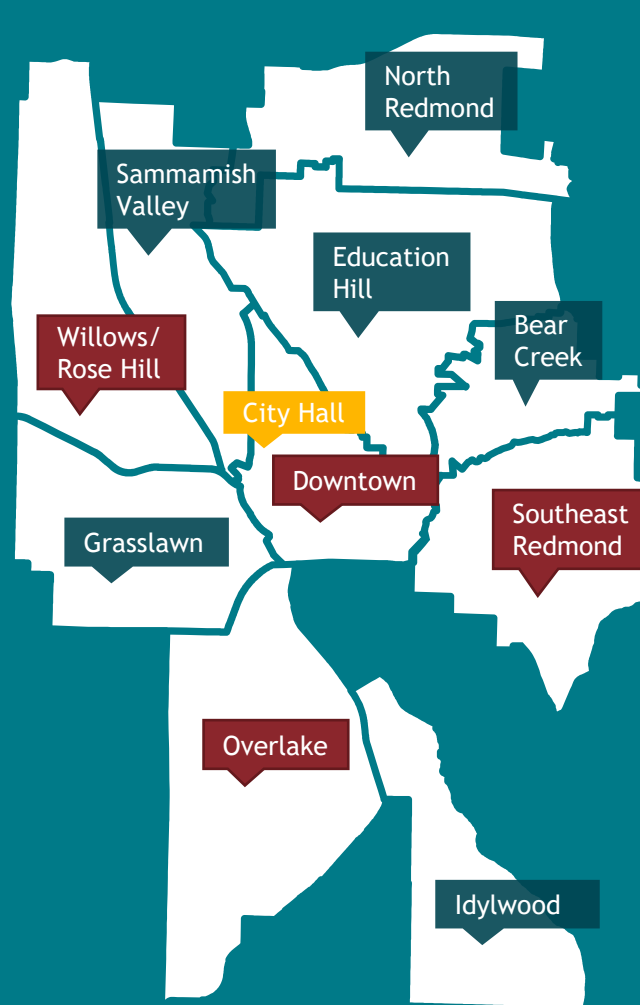 North
Redmond
Sammamish
Valley
Education
Hill
Bear
Creek
Willows/
Rose Hill
City Hall
Downtown
Southeast
Redmond
Grasslawn
Overlake
Idylwood